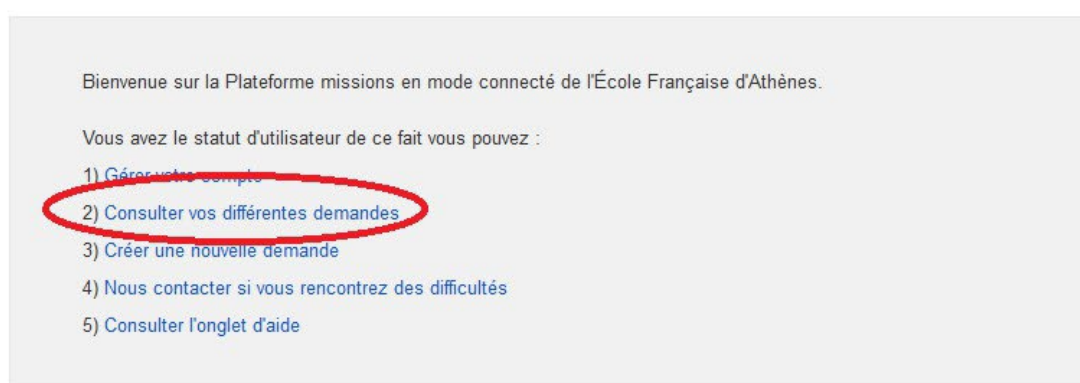 Bienvenue sur la Plateforme missions en mode connecté de l'École Française d'Athènes.
Vous avez le statut d'utilisateur de ce fait vous pouvez :
1) Gérer votre compte
2) Consulter vos différentes demandes
3) Créer une nouvelle demande
4) Nous contacter si vous rencontrez des difficultés
5) Consulter l'onglet d'aide